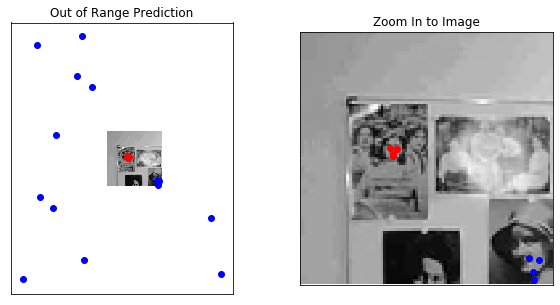 Out of Range Prediction
Zoom In to Image